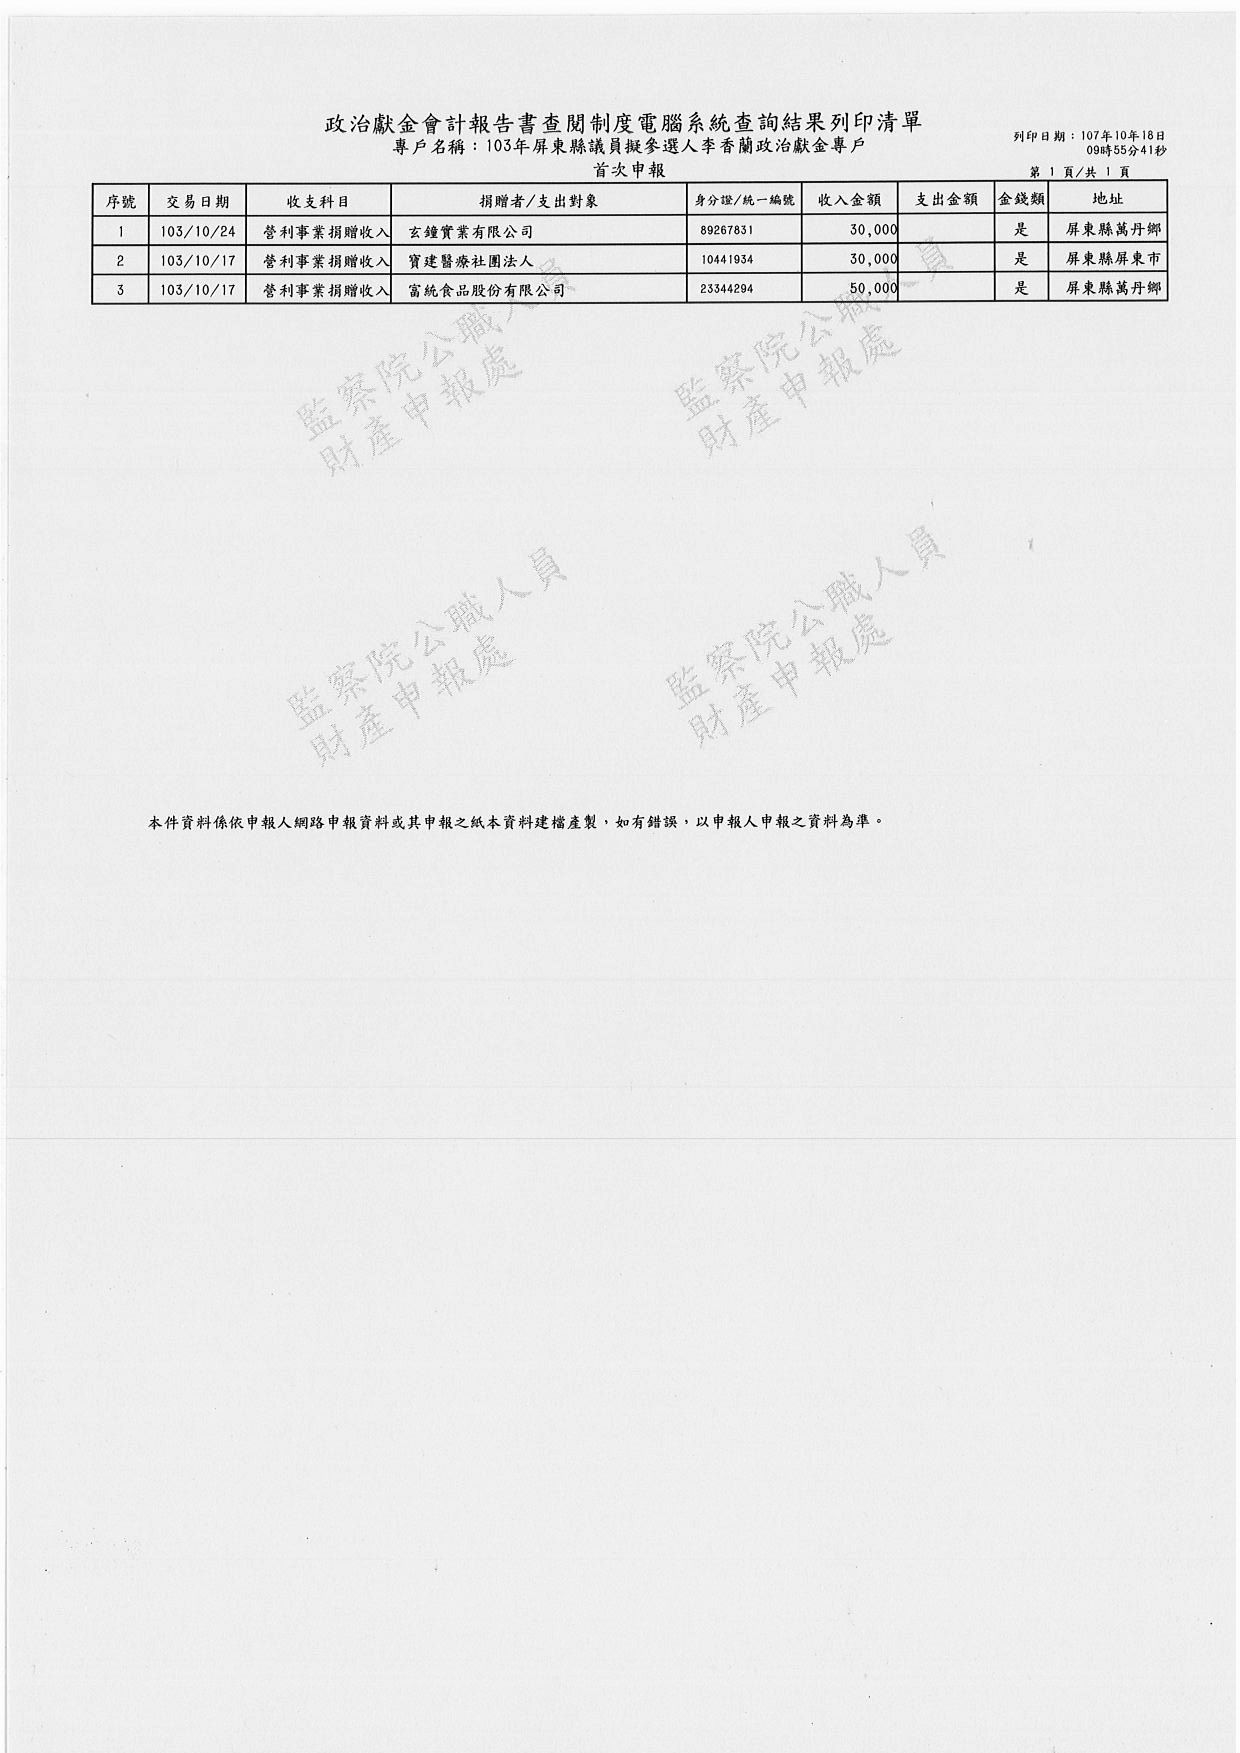 政治獻金會計報告書查閱制度電腦系統查詢結果列印清單
專戶名稱：103年屏東縣議員擬參選人李香蘭政治獻金專戶
列印日期：107年10年18日
09時55分41秒
首次申報
第 1 頁/共 1 頁
序號 交易日期 收支科目 捐贈者/支出對象 身分證/統一編號 收入金額 支出金額 金錢類 地址
1 103/10/24 營利事業捐贈收入 玄鐘實業有限公司 89267831 30,000 是 屏東縣萬丹鄉
2 103/10/17 營利事業捐贈收入 寶建醫療社團法人 10441934 30,000 是 屏東縣屏東市
3 103/10/17 營利事業捐贈收入 富統食品股份有限公司 23344294 50,000 是 屏東縣萬丹鄉
監察院公職人員
財產申報處
監察院公職人員
財產申報處
監察院公職人員
財產申報處
監察院公職人員
財產申報處
本件資料係依申報人網路申報資料或其申報之紙本資料建檔產製，如有錯誤，以申報人申報之資料為準。